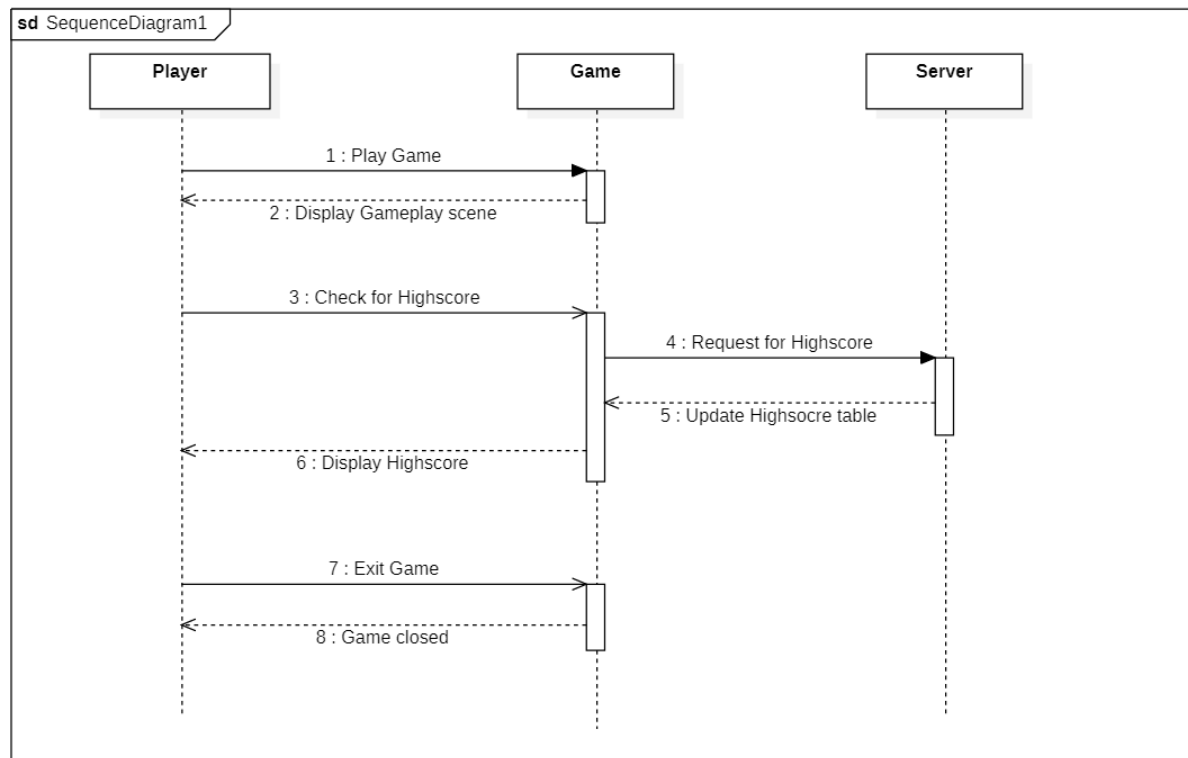 sd SequenceDiagram1
Player
Game
Server
1 : Play Game
2 : Display Gameplay scene
3 : Check for Highscore
4 : Request for Highscore
5 : Update Highsocre table
6 : Display Highscore
7 : Exit Game
8 : Game closed